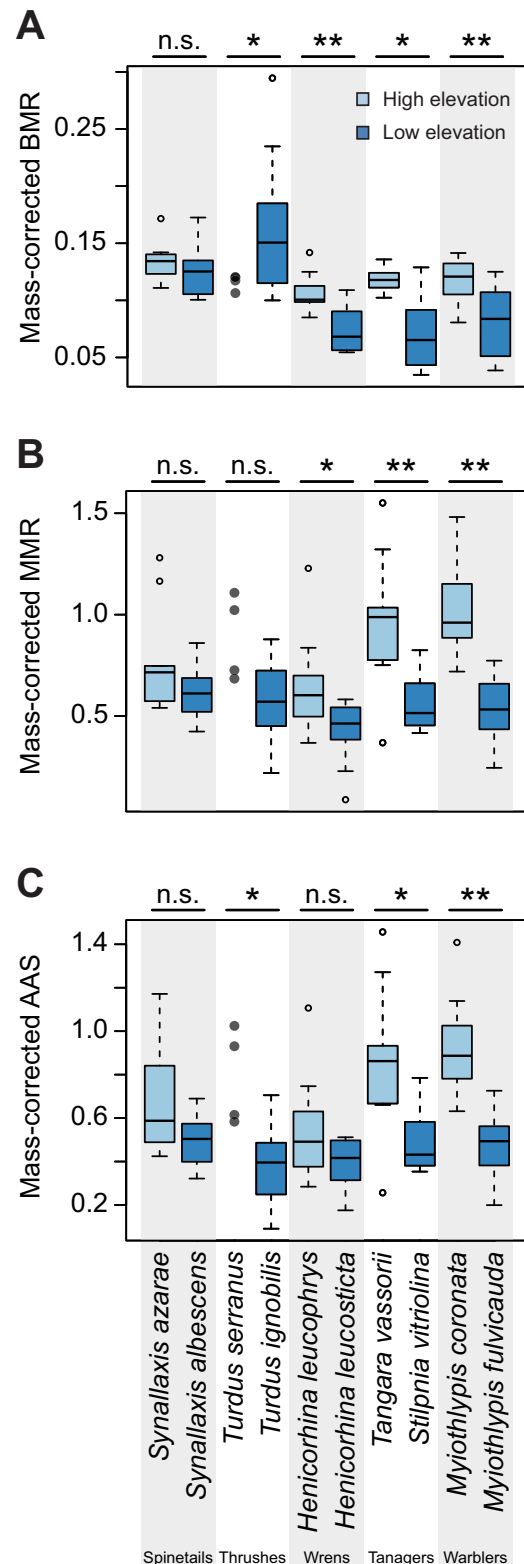 A
n.s. * ** * **
Mass-corrected BMR
0.25
0.15
0.05
High elevation
Low elevation
B
n.s. n.s. * ** **
Mass-corrected MMR
1.5
1.0
0.5
C
n.s. * n.s. * **
Mass-corrected AAS
1.4
1.0
0.6
0.2
Synallaxis azarae
Synallaxis albescens
Turdus serranus
Turdus ignobilis
Henicorhina leucophrys
Henicorhina leucosticta
Tangara vassorii
Stilpnia vitriolina
Myiothlypis coronata
Myiothlypis fulvicauda
Spinetails Thrushes Wrens Tanagers Warblers